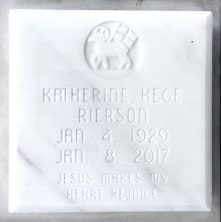 KATHERINE HEGE
RIERSON
JAN. 4, 1929
JAN. 8, 2017
JESUS MAKES MY
HEART REJOICE